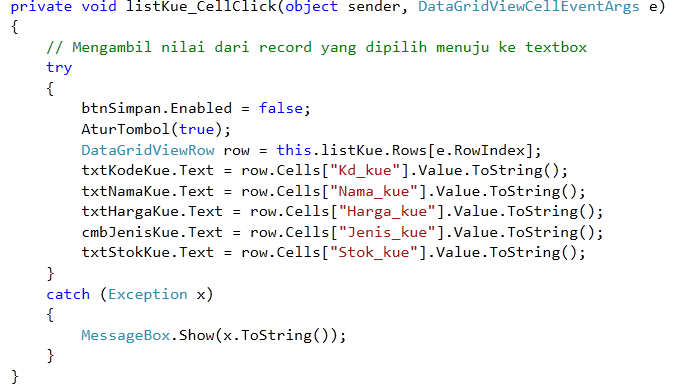 private void listKue_CellClick(object sender, DataGridViewCellEventArgs e)
{
    // Mengambil nilai dari record yang dipilih menuju ke textbox
    try
    {
        btnSimpan.Enabled = false;
        AturTombol(true);
        DataGridViewRow row = this.listKue.Rows[e.RowIndex];
        txtKodeKue.Text = row.Cells["Kd_kue"].Value.ToString();
        txtNamaKue.Text = row.Cells["Nama_kue"].Value.ToString();
        txtHargaKue.Text = row.Cells["Harga_kue"].Value.ToString();
        cmbJenisKue.Text = row.Cells["Jenis_kue"].Value.ToString();
        txtStokKue.Text = row.Cells["Stok_kue"].Value.ToString();
    }
    catch (Exception x)
    {
        MessageBox.Show(x.ToString());
    }
}